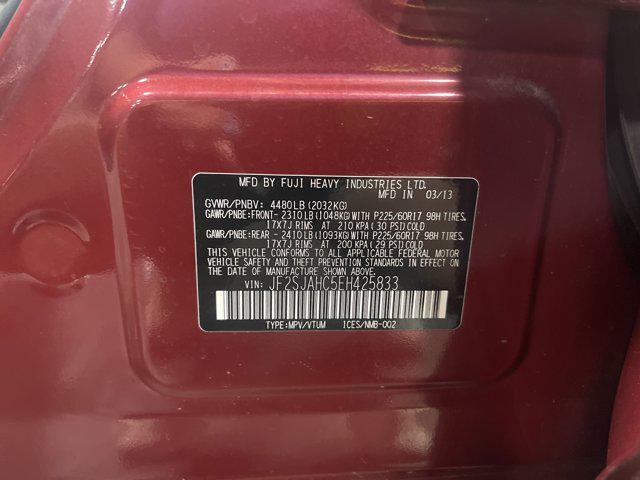 MFD BY FUJI HEAVY INDUSTRIES LTD.
MFD IN 03/13
GVWR/PNBV: 4480LB(2032KG)
GAWR/PNBE:FRONT- 2310LB(1048KG)WITH P225/60R17 98H TIRES,
17x7J RIMS AT 210 KPA(30 PSI)COLD
GAWR/PNBE:REAR - 2410LB(1093KG)WITH P225/60R17 98H TIRES,
17x7J RIMS AT 200 KPA(29 PSI)COLD
THIS VEHICLE CONFORMS TO ALL APPLICABLE FEDERAL MOTOR
VEHICLE SAFETY AND BUMPER STANDARDS IN EFFECT
ON THE DATE OF MANUFACTURE SHOWN ABOVE.
VIN: JF2SJAHC5EH425833
TYPE:MPV/VTUM ICES/NMB-002